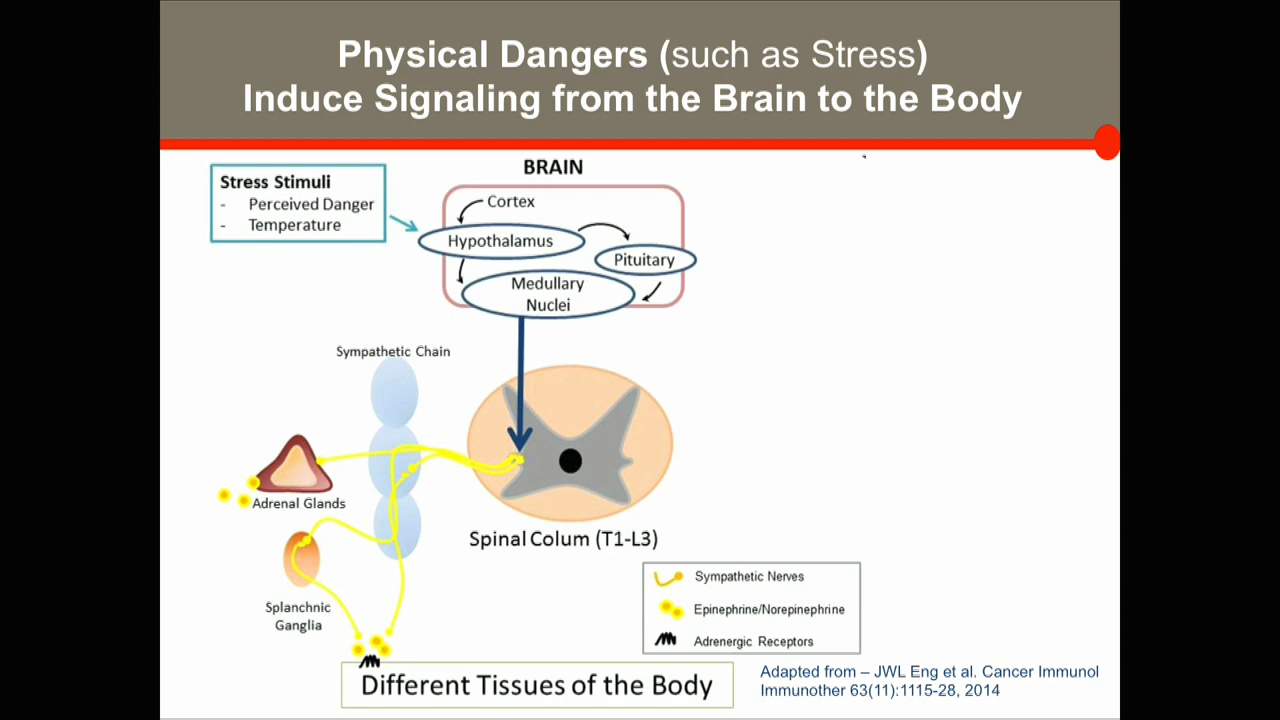 Physical Dangers (such as Stress)
Induce Signaling from the Brain to the Body
Stress Stimuli
- Perceived Danger
- Temperature
BRAIN
Cortex
Hypothalamus
Pituitary
Medullary
Nuclei
Sympathetic Chain
Adrenal Glands
Spinal Colum (T1-L3)
Splanchnic
Ganglia
Sympathetic Nerves
Epinephrine/Norepinephrine
Adrenergic Receptors
Different Tissues of the Body
Adapted from – JWL Eng et al. Cancer Immunol
Immunother 63(11):1115-28, 2014